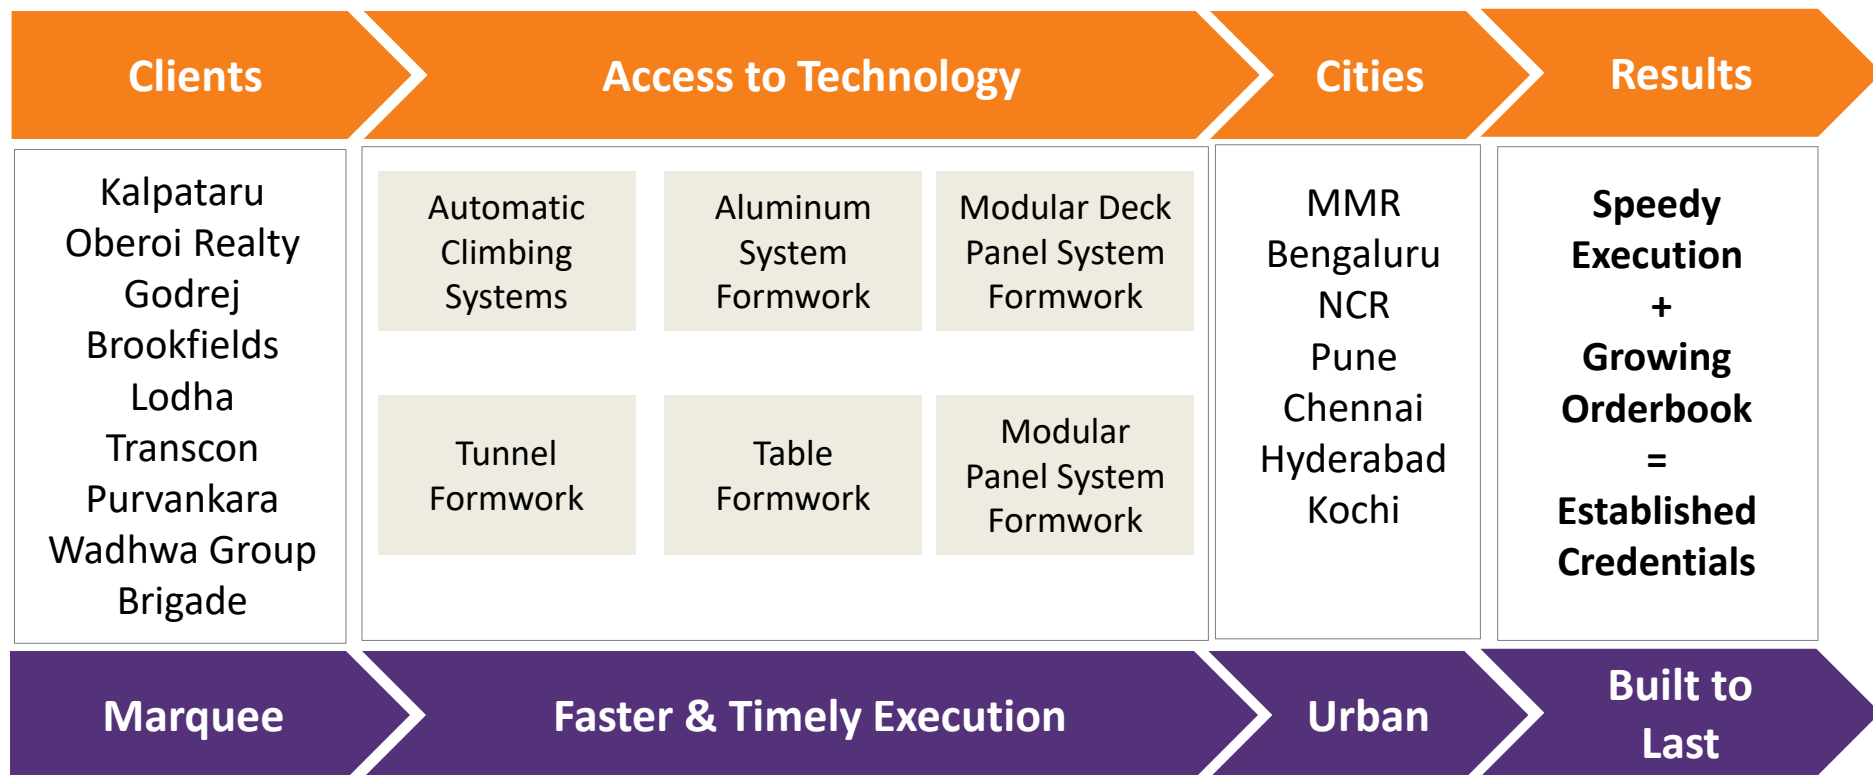 Clients
Access to Technology
Cities
Results
Kalpataru
Oberoi Realty
Godrej
Brookfields
Lodha
Transcon
Purvankara
Wadhwa Group
Brigade
Automatic
Climbing
Systems
Aluminum
System
Formwork
Modular Deck
Panel System
Formwork
Tunnel
Formwork
Table
Formwork
Modular
Panel System
Formwork
MMR
Bengaluru
NCR
Pune
Chennai
Hyderabad
Kochi
Speedy
Execution
+
Growing
Orderbook
=
Established
Credentials
Marquee
Faster & Timely Execution
Urban
Built to
Last